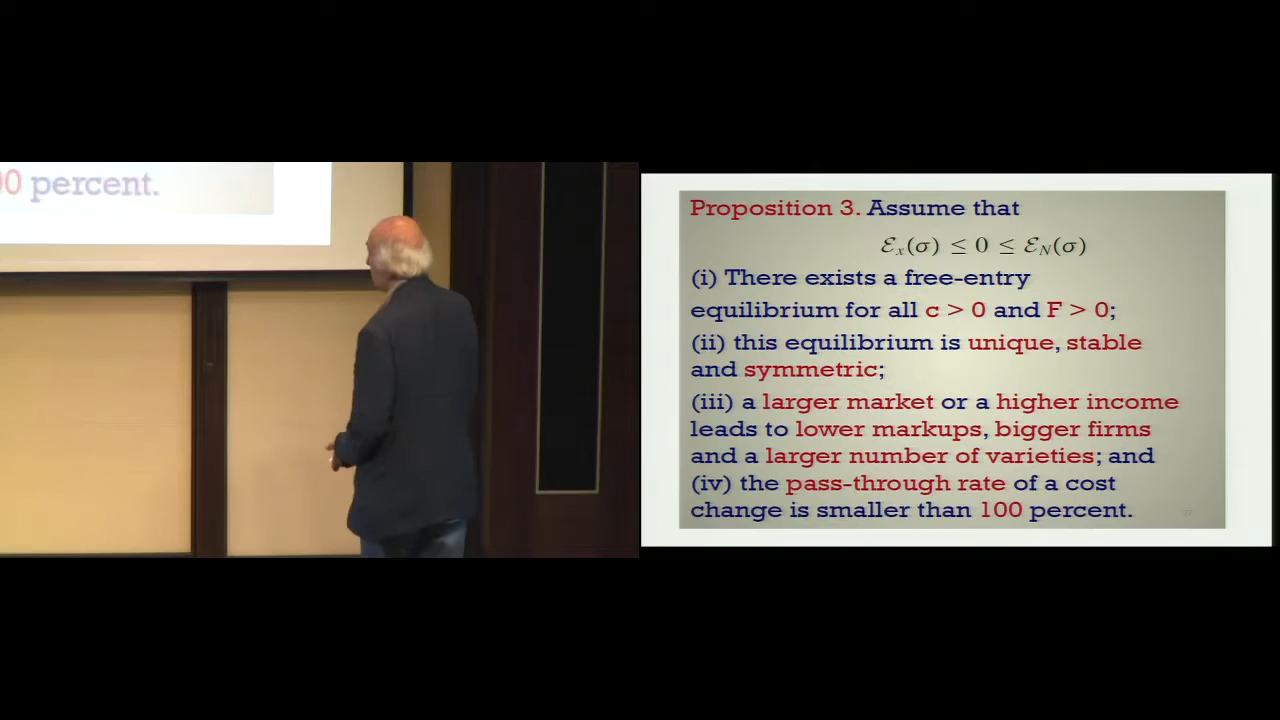 00 percent.
Proposition 3. Assume that
ℰₓ(σ) ≤ 0 ≤ ℰ_N(σ)
(i) There exists a free-entry
equilibrium for all c > 0 and F > 0;
(ii) this equilibrium is unique, stable
and symmetric;
(iii) a larger market or a higher income
leads to lower markups, bigger firms
and a larger number of varieties; and
(iv) the pass-through rate of a cost
change is smaller than 100 percent.